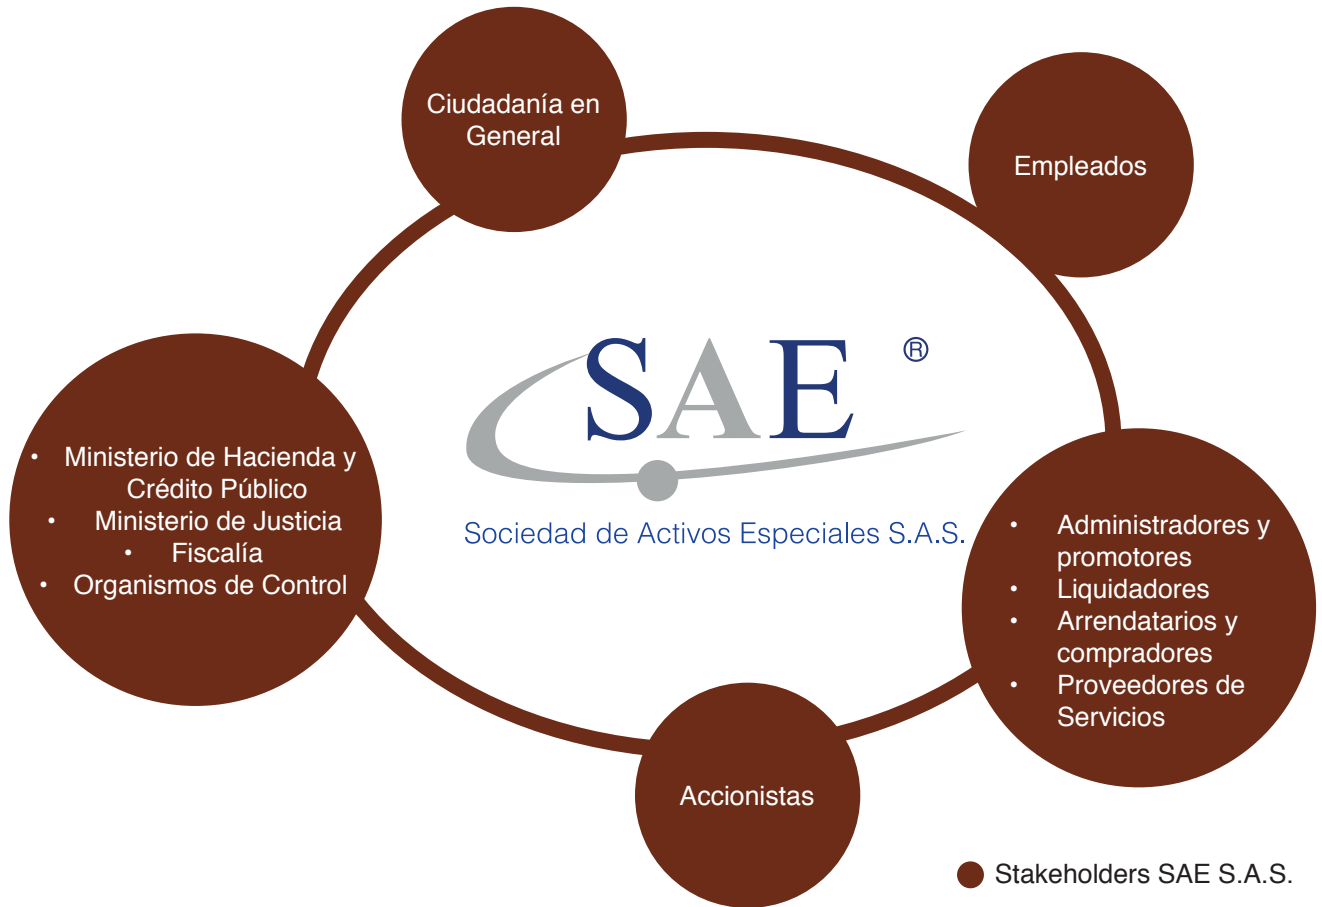 Ciudadanía en
General
Empleados
SAE ®
Sociedad de Activos Especiales S.A.S.
• Ministerio de Hacienda y
Crédito Público
• Ministerio de Justicia
• Fiscalía
• Organismos de Control
• Administradores y
promotores
• Liquidadores
• Arrendatarios y
compradores
• Proveedores de
Servicios
Accionistas
Stakeholders SAE S.A.S.